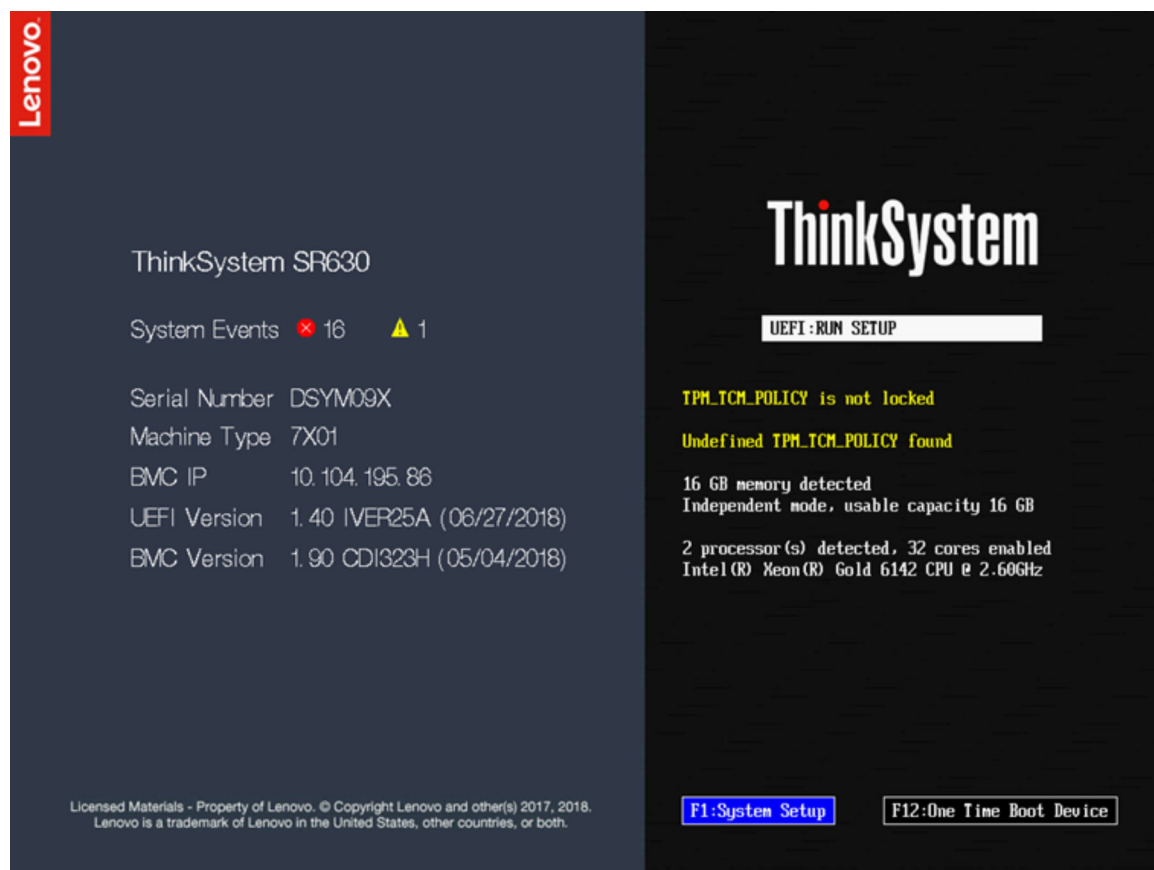 Lenovo
ThinkSystem SR630
System Events 16 1
Serial Number DSYM09X
Machine Type 7X01
BMC IP 10.104.195.86
UEFI Version 1.40 IVER25A (06/27/2018)
BMC Version 1.90 CDI323H (05/04/2018)
Licensed Materials - Property of Lenovo. © Copyright Lenovo and other(s) 2017, 2018.
Lenovo is a trademark of Lenovo in the United States, other countries, or both.
ThinkSystem
UEFI:RUN SETUP
TPM_TCM_POLICY is not locked
Undefined TPM_TCM_POLICY found
16 GB memory detected
Independent mode, usable capacity 16 GB
2 processor(s) detected, 32 cores enabled
Intel(R) Xeon(R) Gold 6142 CPU @ 2.60GHz
F1:System Setup
F12:One Time Boot Device